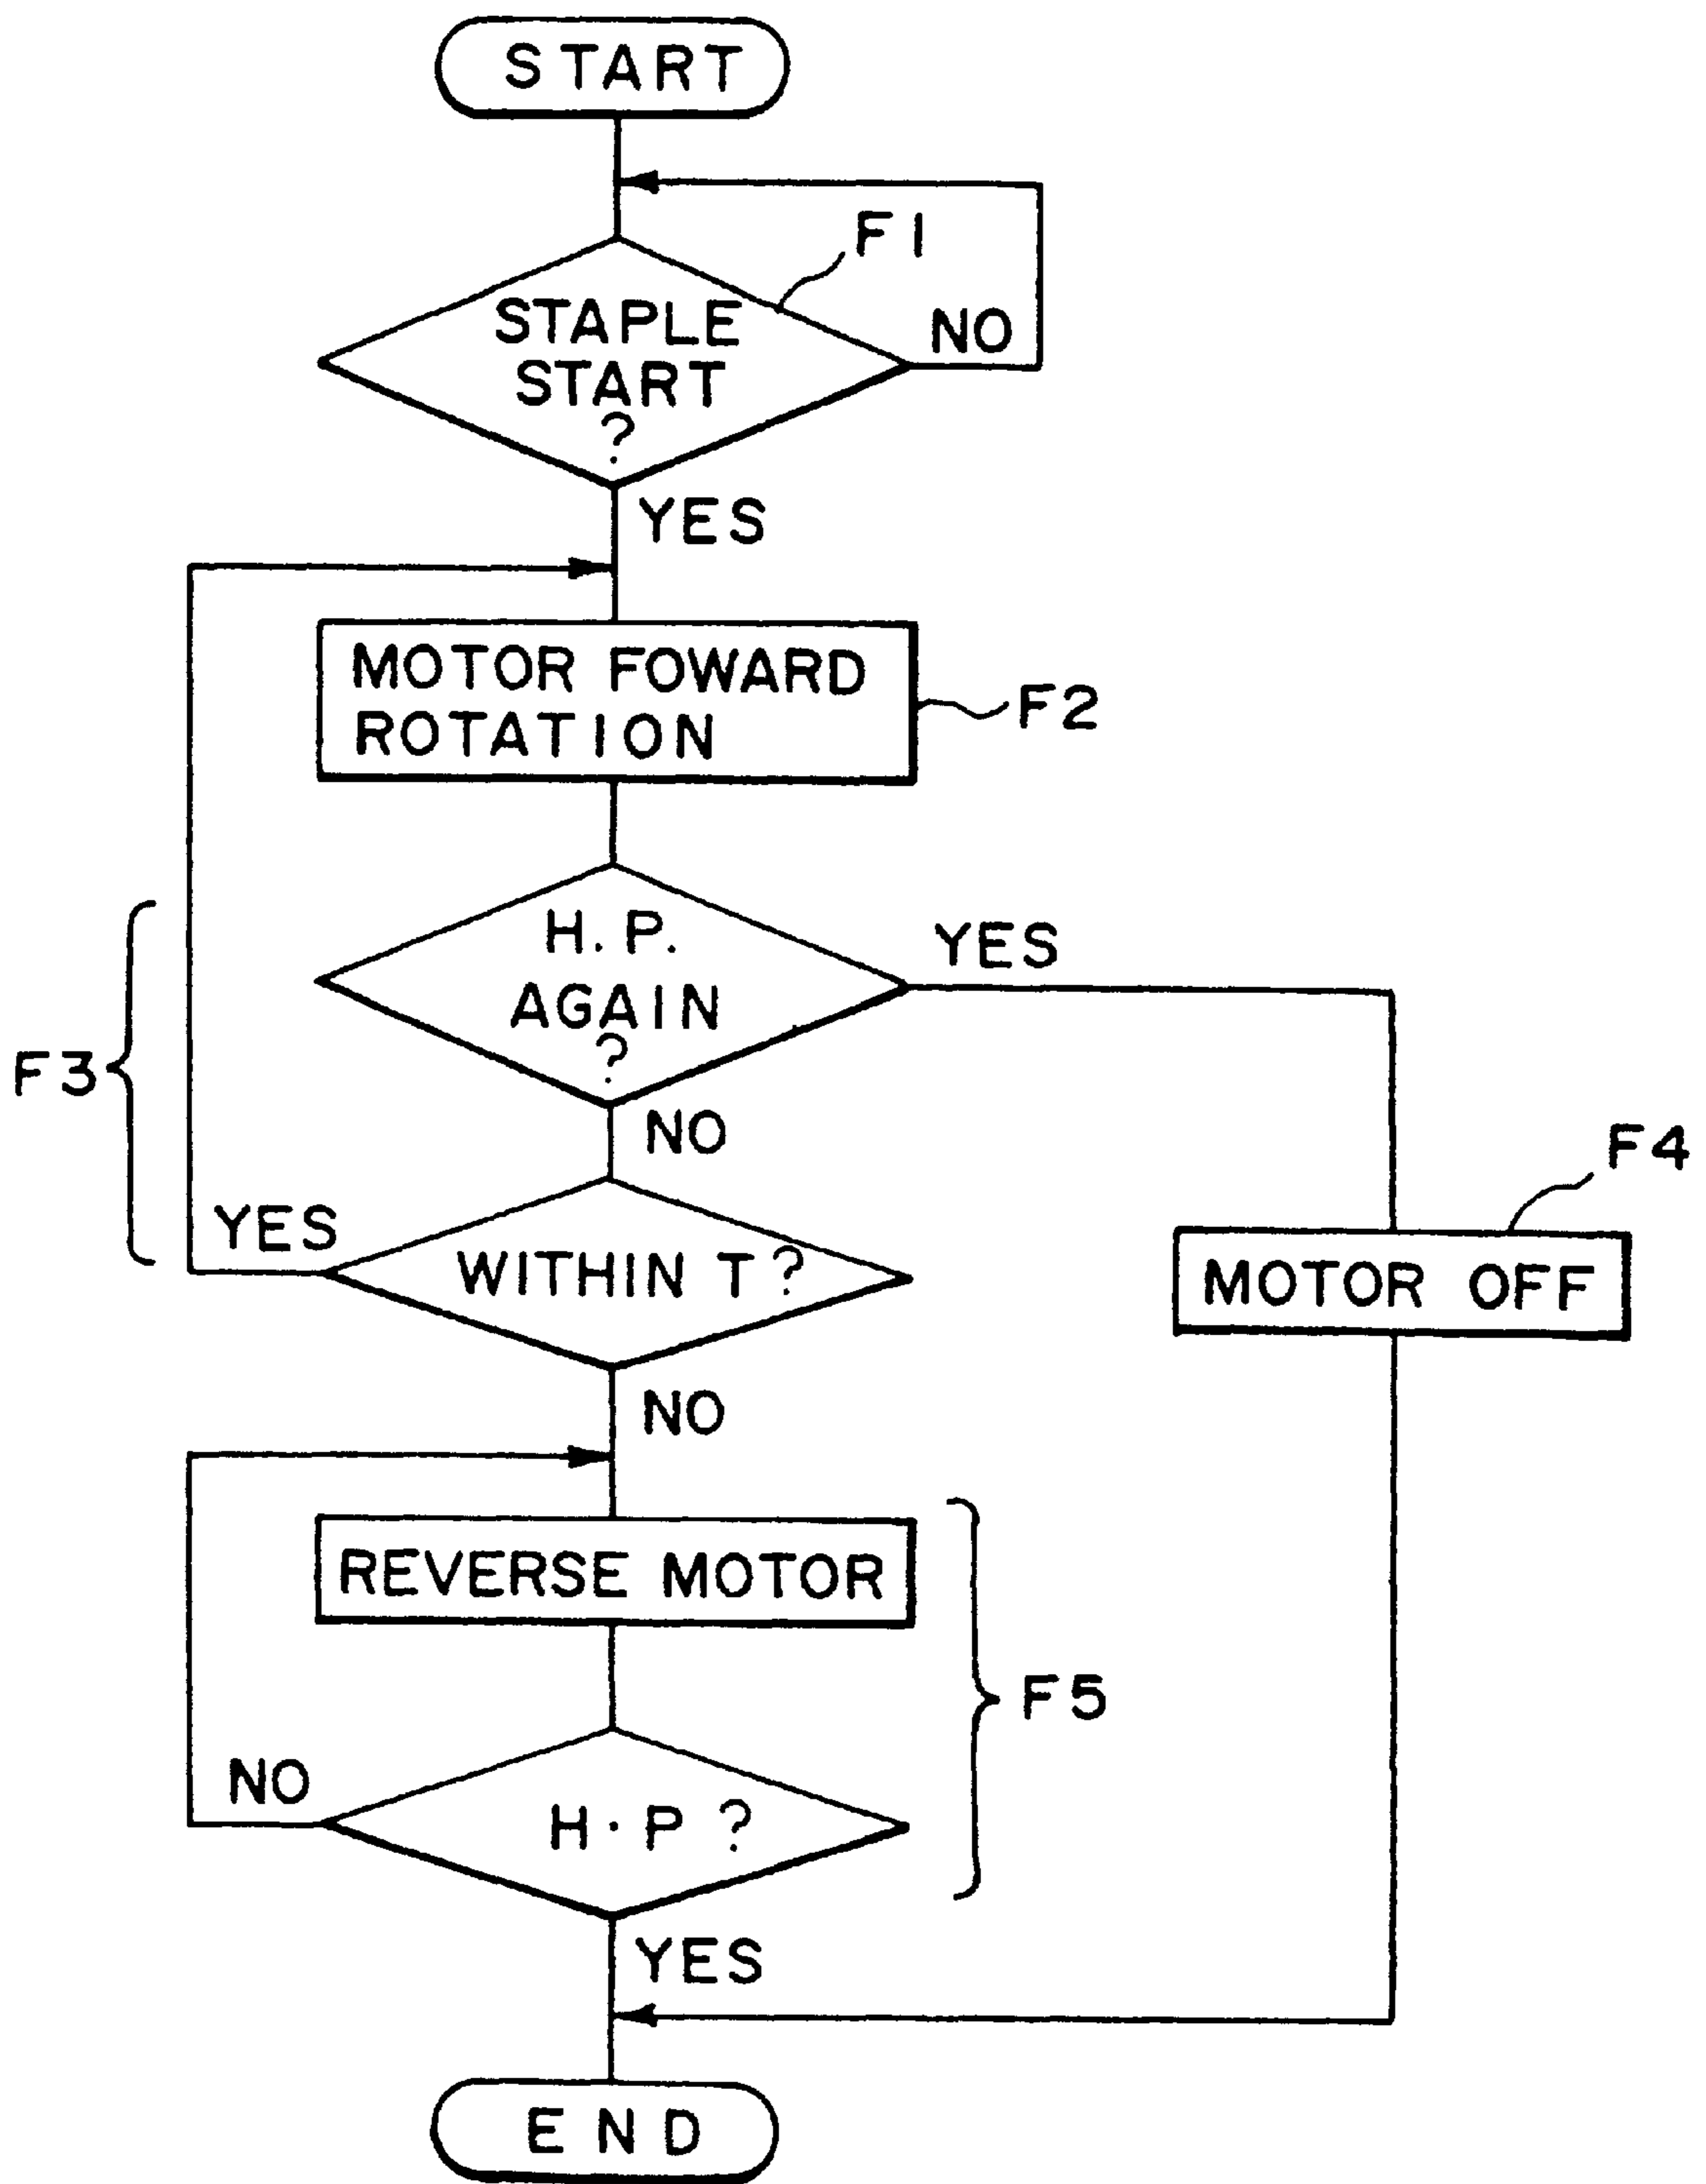 START
F1
STAPLE
START
?
NO
YES
MOTOR FOWARD
ROTATION
F2
H.P.
AGAIN
?
YES
F3
NO
F4
YES
WITHIN T?
MOTOR OFF
NO
REVERSE MOTOR
F5
NO
H·P?
YES
END